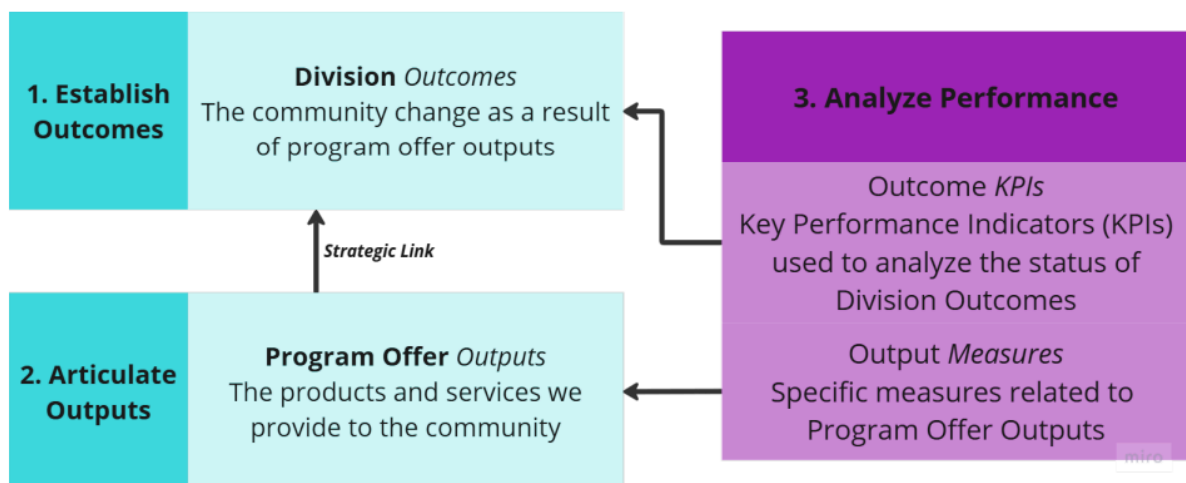 1. Establish
Outcomes
Division Outcomes
The community change as a result
of program offer outputs
Strategic Link
2. Articulate
Outputs
Program Offer Outputs
The products and services we
provide to the community
3. Analyze Performance
Outcome KPIs
Key Performance Indicators (KPIs)
used to analyze the status of
Division Outcomes
Output Measures
Specific measures related to
Program Offer Outputs
miro